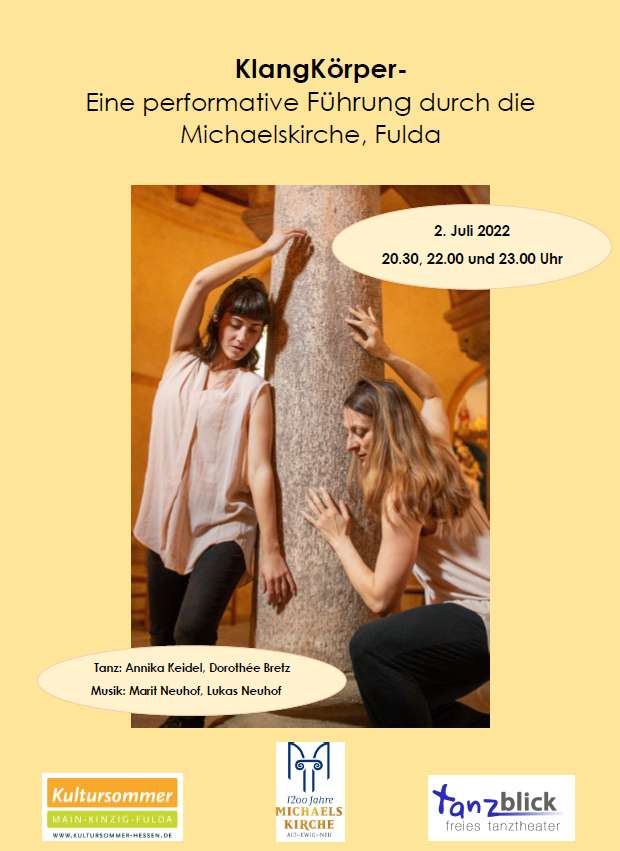 KlangKörper-
Eine performative Führung durch die
Michaelskirche, Fulda
2. Juli 2022
20.30, 22.00 und 23.00 Uhr
Tanz: Annika Keidel, Dorothée Bretz
Musik: Marit Neuhof, Lukas Neuhof
Kultursommer
MAIN-KINZIG-FULDA
WWW.KULTURSOMMER-HESSEN.DE
1200 Jahre
MICHAELS
KIRCHE
ALT-EWIG-NEU
tanzblick
freies tanztheater